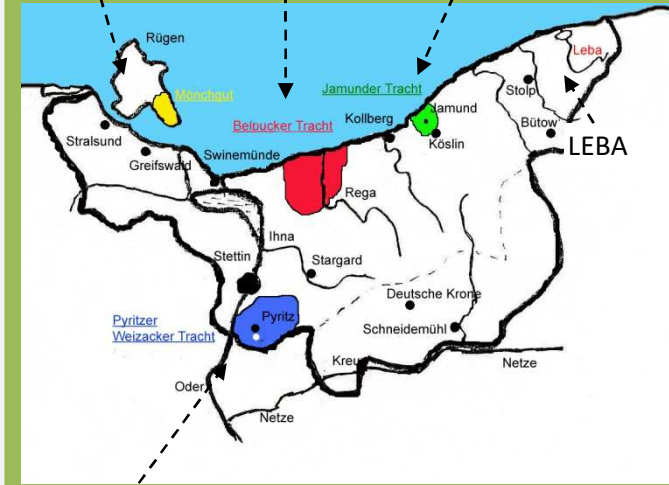 Rügen
Leba
Mönchgut
Jamunder Tracht
Stolp
Jamund
Kollberg
Belbucker Tracht
Bütow
Stralsund
Köslin
LEBA
Greifswald
Swinemünde
Rega
Ihna
Stettin
Stargard
Deutsche Krone
Pyritz
Pyritzer
Weizacker Tracht
Schneidemühl
Kreu
Netze
Oder
Netze